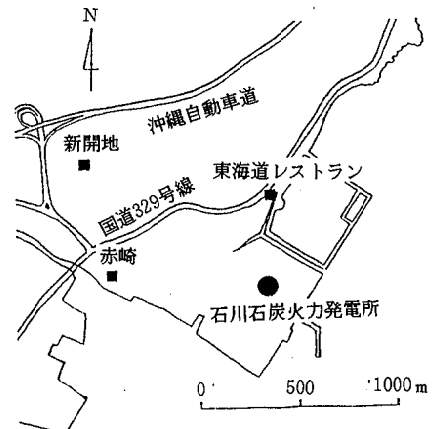 N
沖縄自動車道
新開地
東海道レストラン
国道329号線
赤崎
石川石炭火力発電所
0 500 1000 m